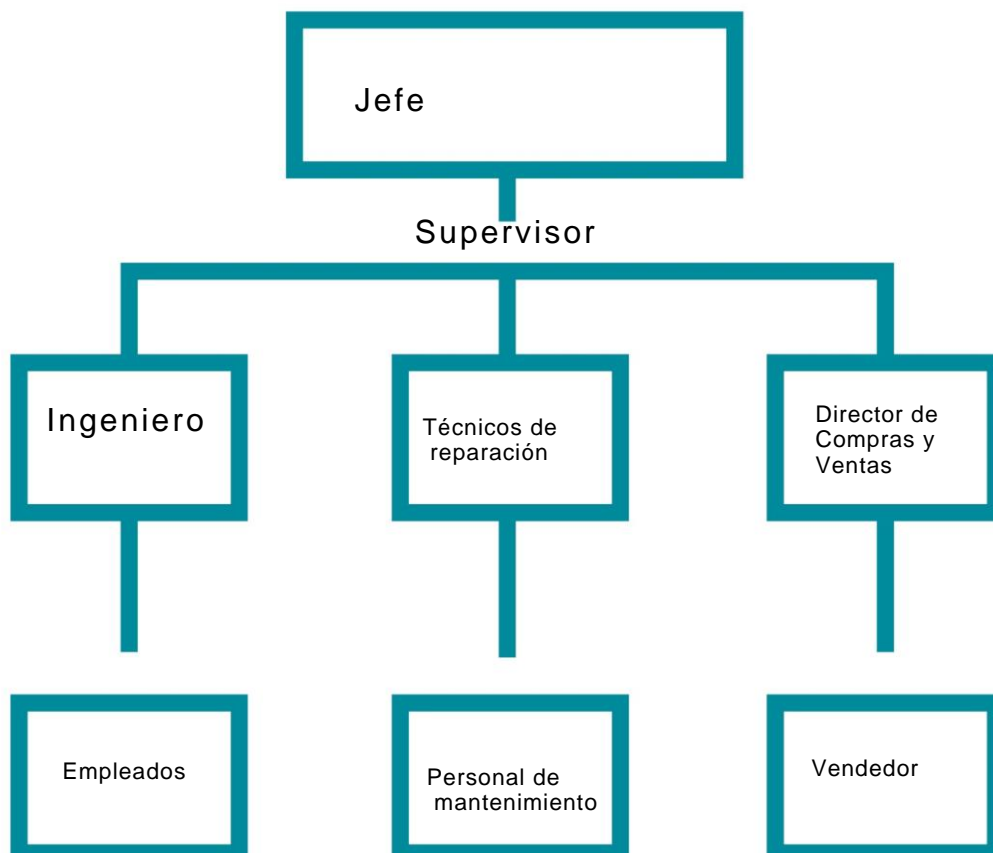 Jefe
Supervisor
Ingeniero
Técnicos de
reparación
Director de
Compras y
Ventas
Empleados
Personal de
mantenimiento
Vendedor